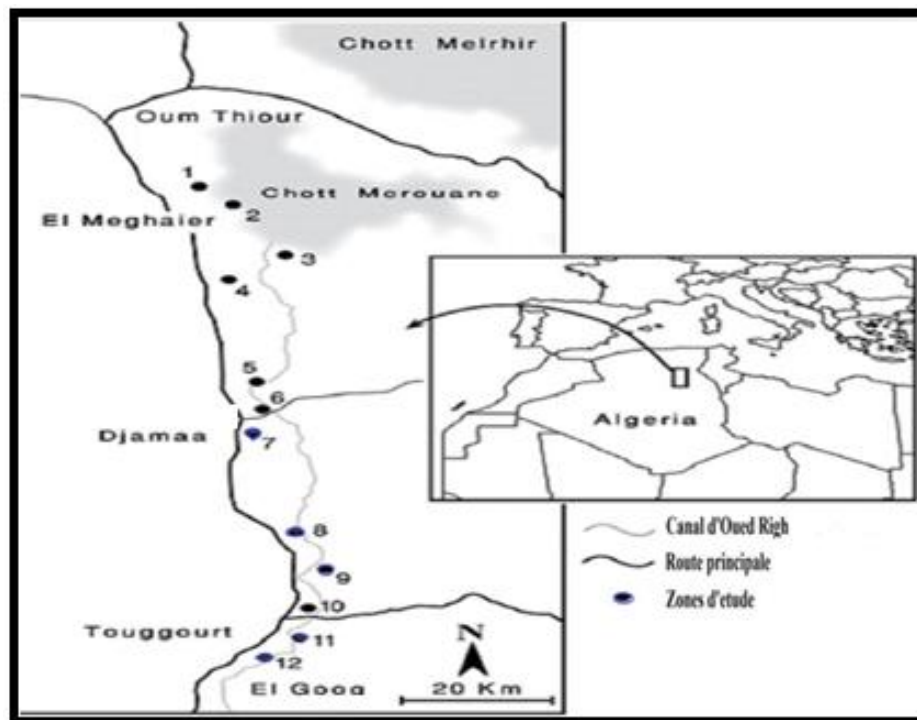 Chott Melrhir
Oum Thiour
1
Chott Merouane
2
El Meghaier
3
4
5
6
Djamaa
7
8
9
10
Touggourt
11
12
El Gooq
N
20 Km
Algeria
Canal d'Oued Righ
Route principale
Zones d'etude